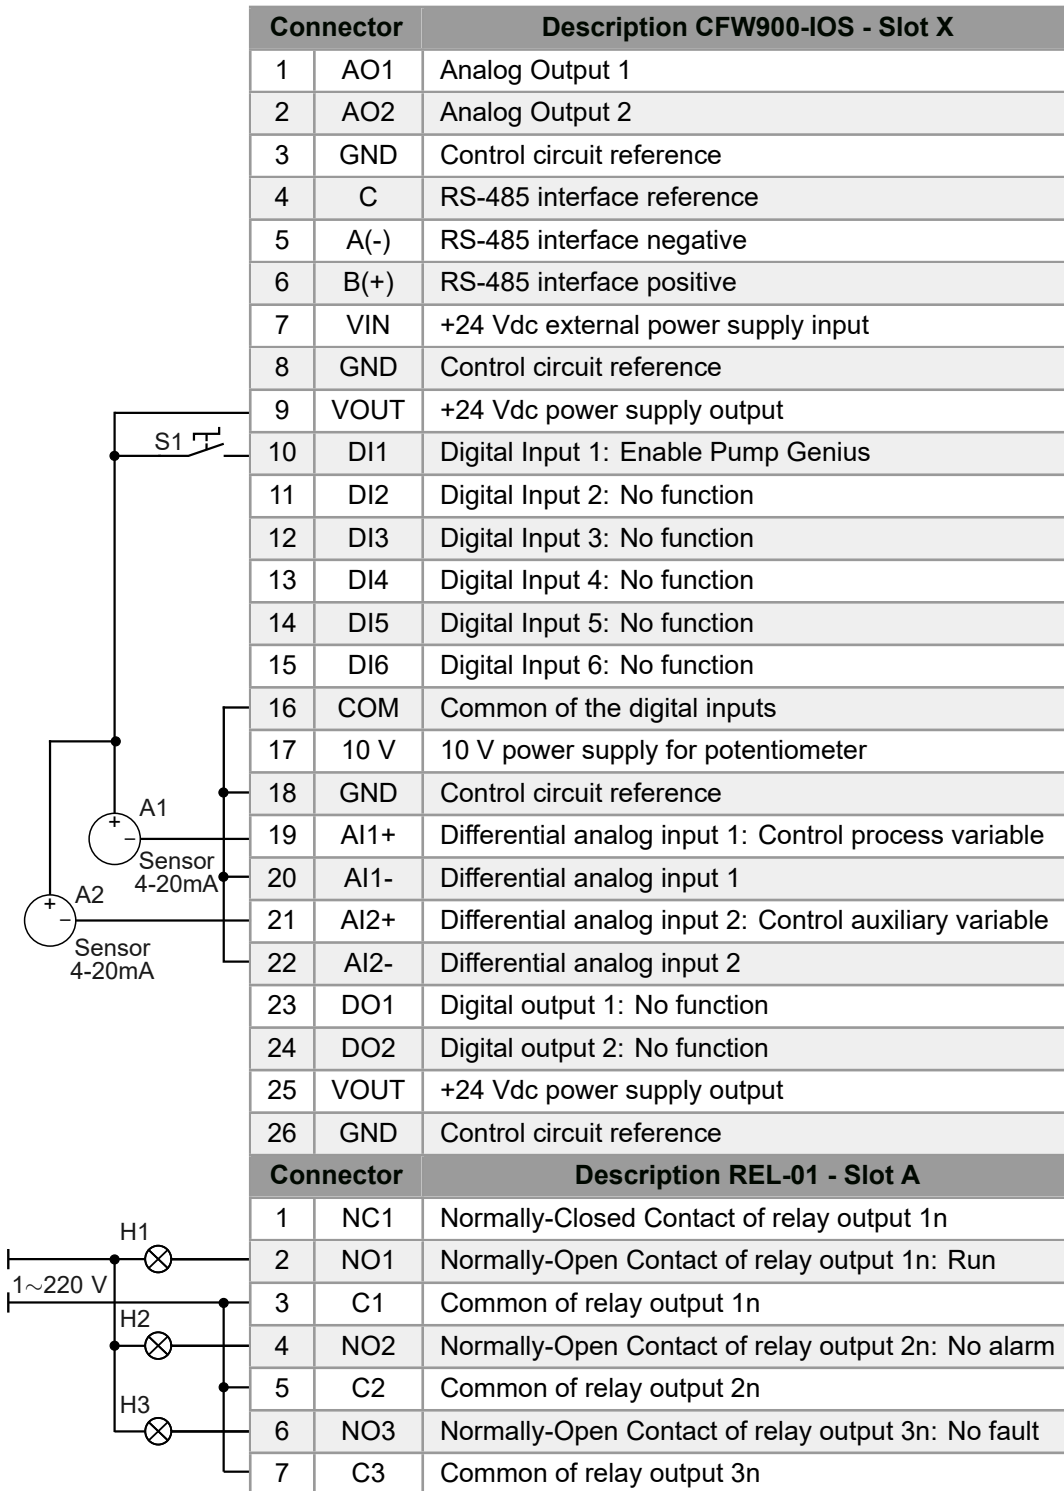 Connector Description CFW900-IOS - Slot X
1 AO1 Analog Output 1
2 AO2 Analog Output 2
3 GND Control circuit reference
4 C RS-485 interface reference
5 A(-) RS-485 interface negative
6 B(+) RS-485 interface positive
7 VIN +24 Vdc external power supply input
8 GND Control circuit reference
9 VOUT +24 Vdc power supply output
S1 10 DI1 Digital Input 1: Enable Pump Genius
11 DI2 Digital Input 2: No function
12 DI3 Digital Input 3: No function
13 DI4 Digital Input 4: No function
14 DI5 Digital Input 5: No function
15 DI6 Digital Input 6: No function
16 COM Common of the digital inputs
17 10 V 10 V power supply for potentiometer
18 GND Control circuit reference
A1
+ −
19 AI1+ Differential analog input 1: Control process variable
Sensor
4-20mA
20 AI1- Differential analog input 1
A2
+ −
21 AI2+ Differential analog input 2: Control auxiliary variable
Sensor
4-20mA
22 AI2- Differential analog input 2
23 DO1 Digital output 1: No function
24 DO2 Digital output 2: No function
25 VOUT +24 Vdc power supply output
26 GND Control circuit reference
Connector Description REL-01 - Slot A
1 NC1 Normally-Closed Contact of relay output 1n
H1
2 NO1 Normally-Open Contact of relay output 1n: Run
1~220 V
3 C1 Common of relay output 1n
H2
4 NO2 Normally-Open Contact of relay output 2n: No alarm
5 C2 Common of relay output 2n
H3
6 NO3 Normally-Open Contact of relay output 3n: No fault
7 C3 Common of relay output 3n